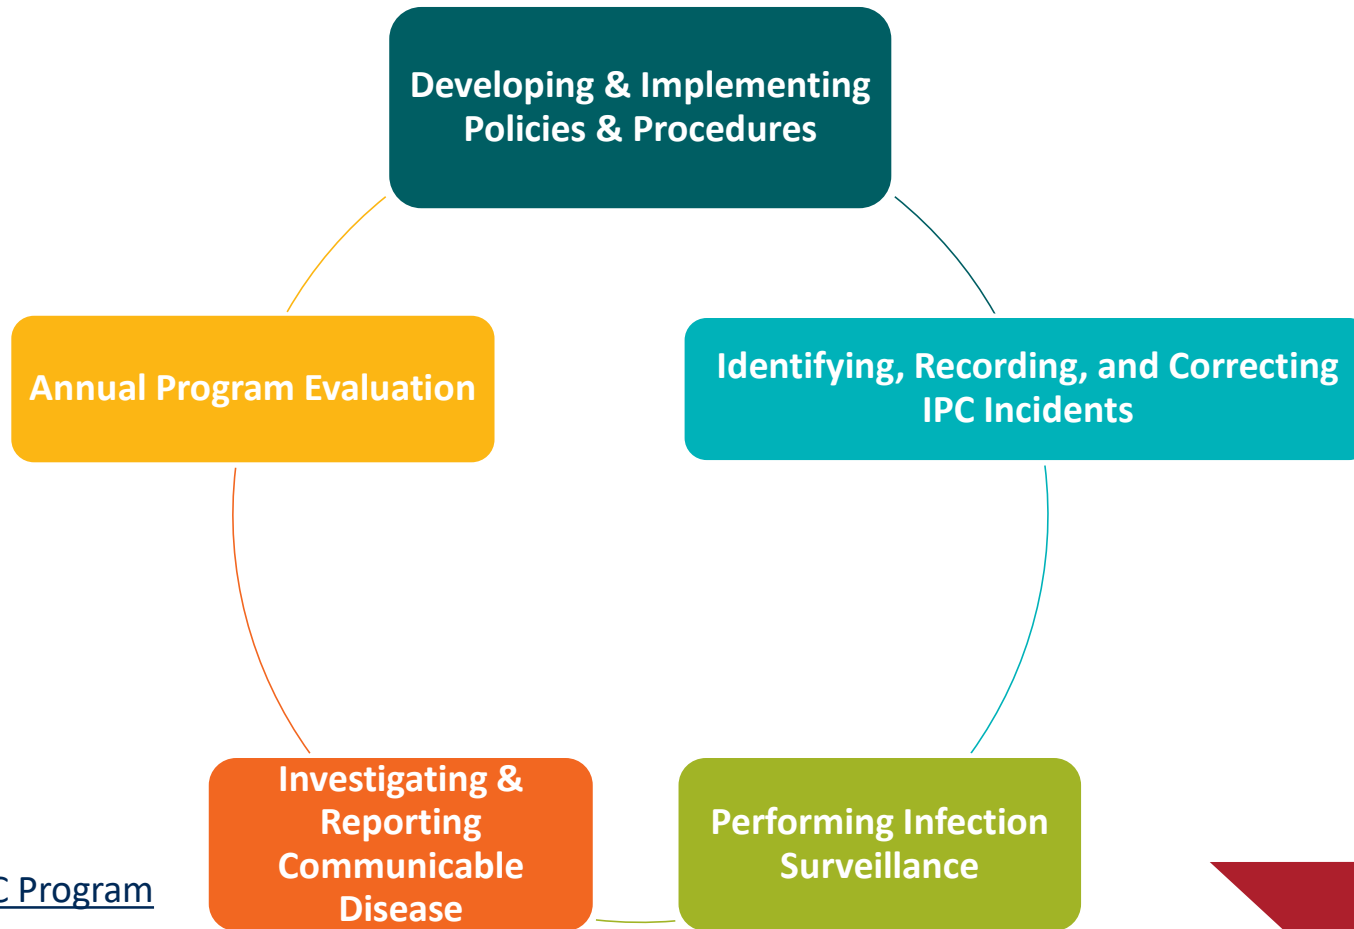 Developing & Implementing
Policies & Procedures
Annual Program Evaluation
Identifying, Recording, and Correcting
IPC Incidents
Investigating &
Reporting
Communicable
Disease
Performing Infection
Surveillance
C Program